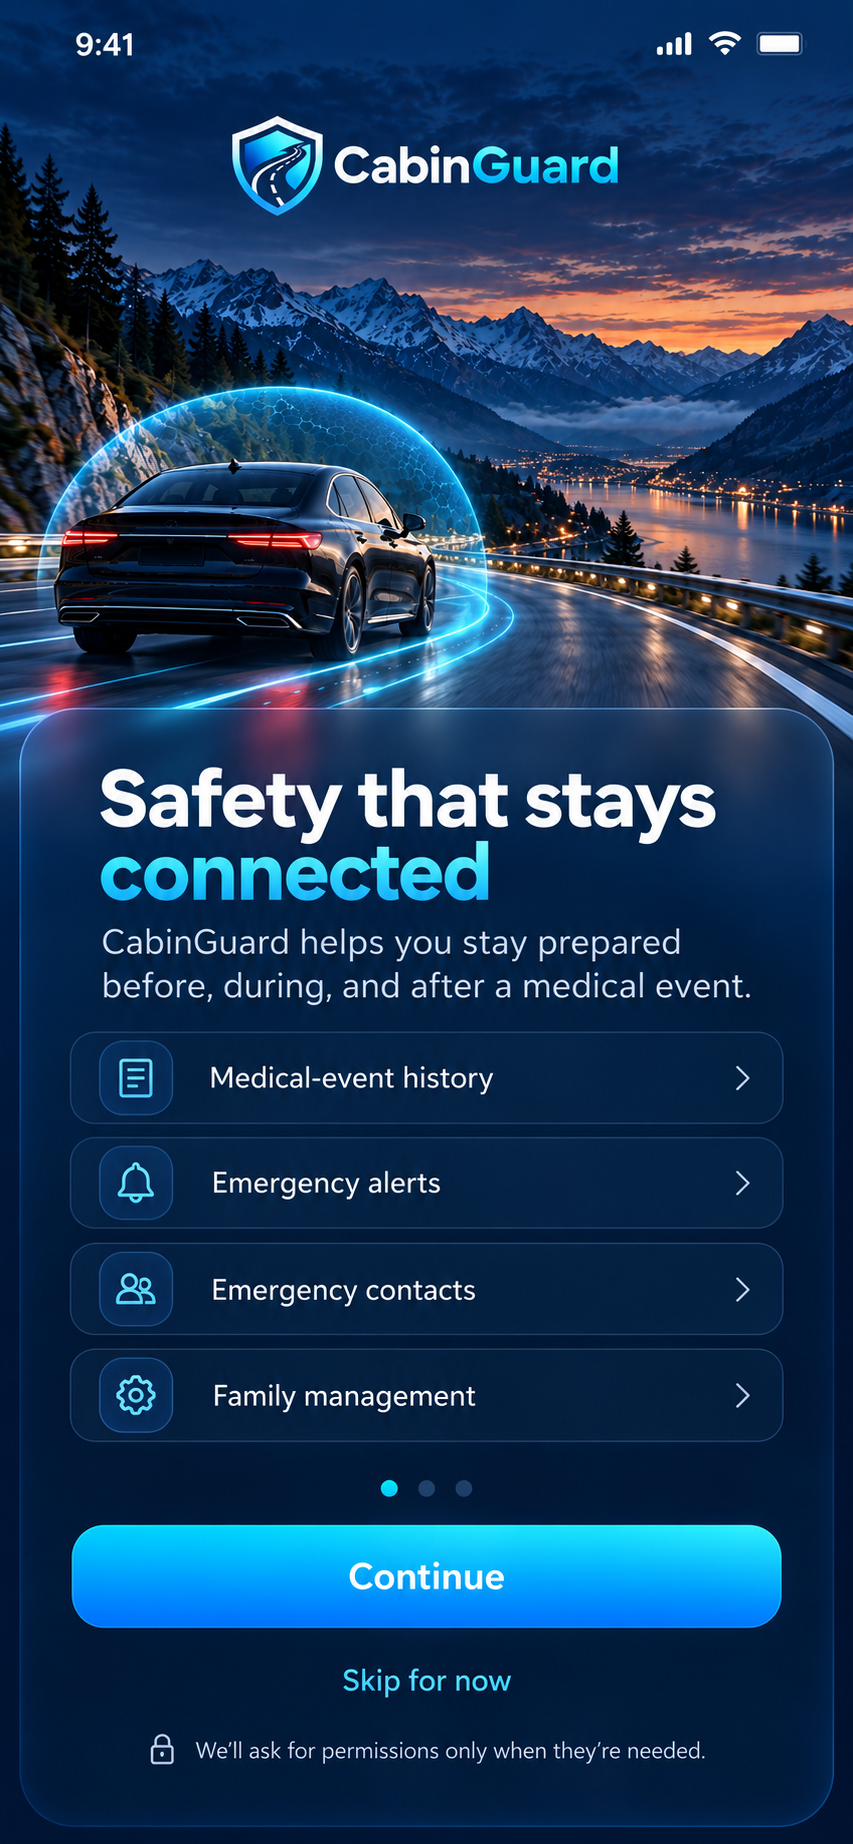 9:41
CabinGuard
Safety that stays
connected
CabinGuard helps you stay prepared
before, during, and after a medical event.
Medical-event history
Emergency alerts
Emergency contacts
Family management
Continue
Skip for now
We'll ask for permissions only when they're needed.